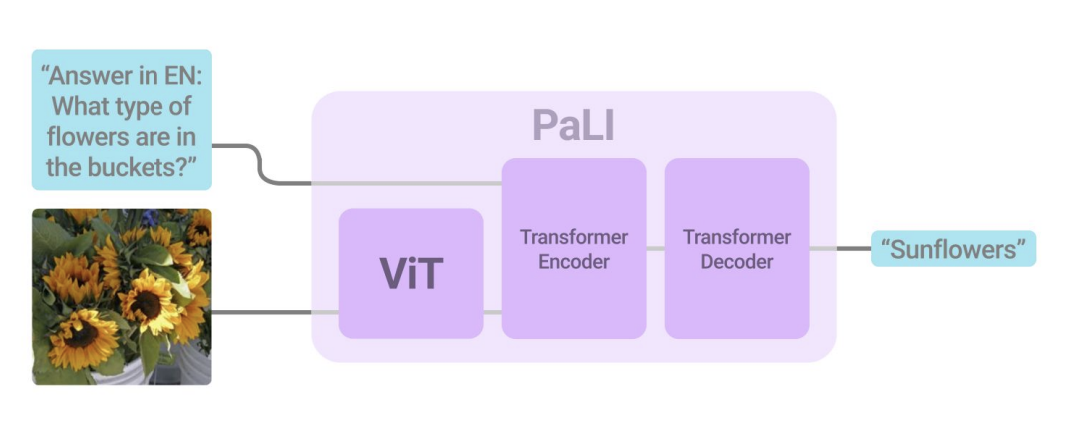 “Answer in EN:
What type of
flowers are in
the buckets?”
PaLI
ViT
Transformer
Encoder
Transformer
Decoder
“Sunflowers”